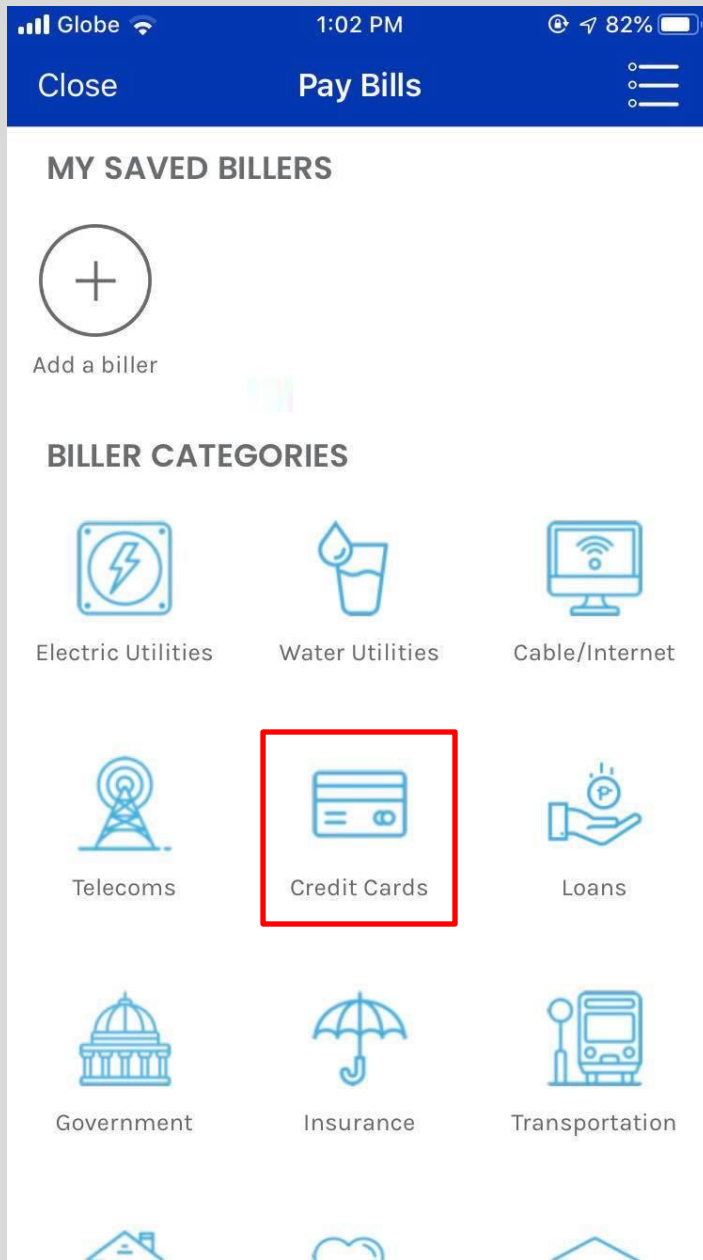 Globe 1:02 PM 82%
Close Pay Bills
MY SAVED BILLERS
Add a biller
BILLER CATEGORIES
Electric Utilities Water Utilities Cable/Internet
Telecoms Credit Cards Loans
Government Insurance Transportation